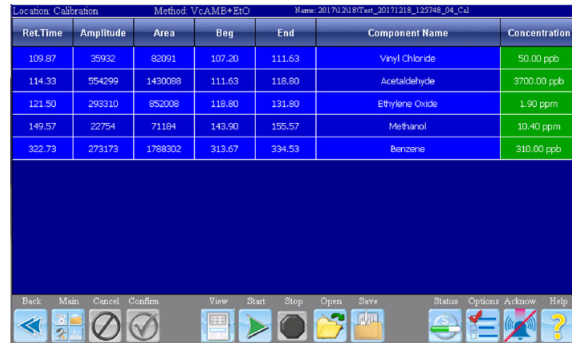 Location: Calibration Method: VcAMB+EtO Name: 2017\12\18\Test_20171218_125748_04_Cal
Ret.Time Amplitude Area Beg End Component Name Concentration
109.87 35932 82091 107.20 111.63 Vinyl Chloride 50.00 ppb
114.33 554299 1430088 111.63 118.80 Acetaldehyde 3700.00 ppb
121.50 293310 852008 118.80 131.80 Ethylene Oxide 1.90 ppm
149.57 22754 71184 143.90 155.57 Methanol 10.40 ppm
322.73 273173 1788302 313.67 334.53 Benzene 310.00 ppb
Back Main Cancel Confirm View Start Stop Open Save Status Options Acknow. Help